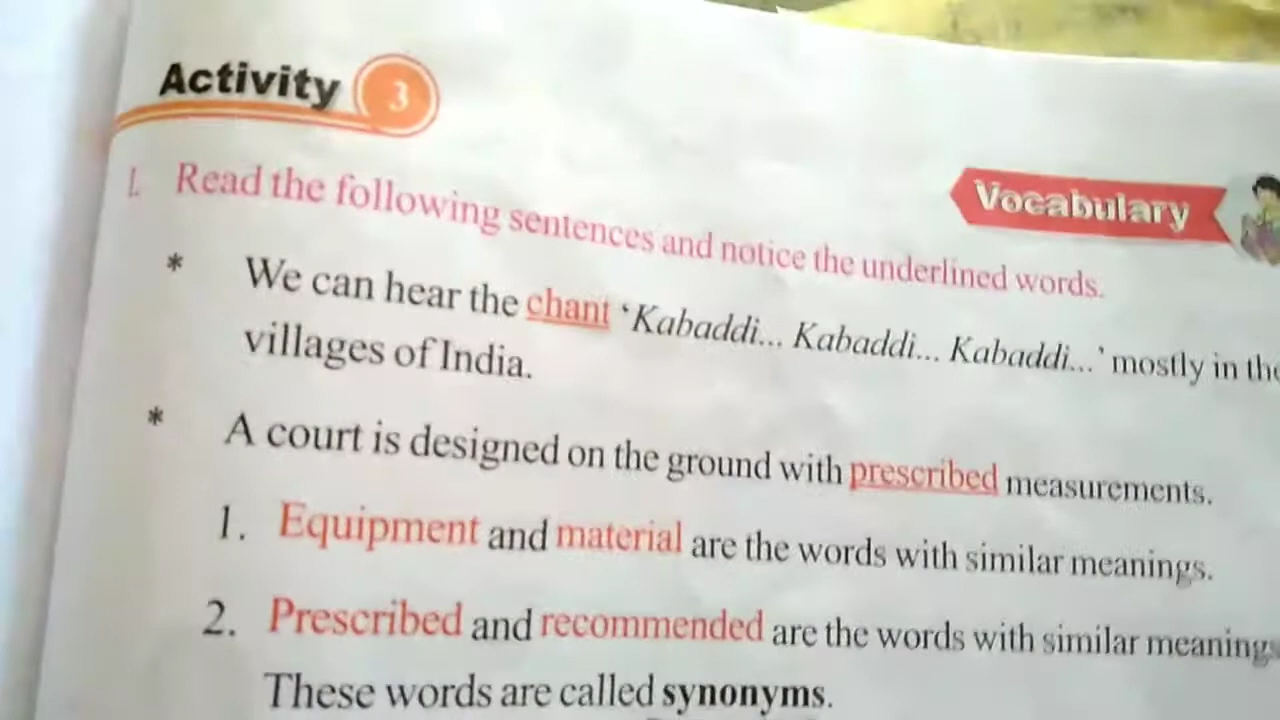 Activity 3
Vocabulary
I. Read the following sentences and notice the underlined words.
* We can hear the chant ‘Kabaddi... Kabaddi... Kabaddi...’ mostly in the
villages of India.
* A court is designed on the ground with prescribed measurements.
1. Equipment and material are the words with similar meanings.
2. Prescribed and recommended are the words with similar meanings
These words are called synonyms.